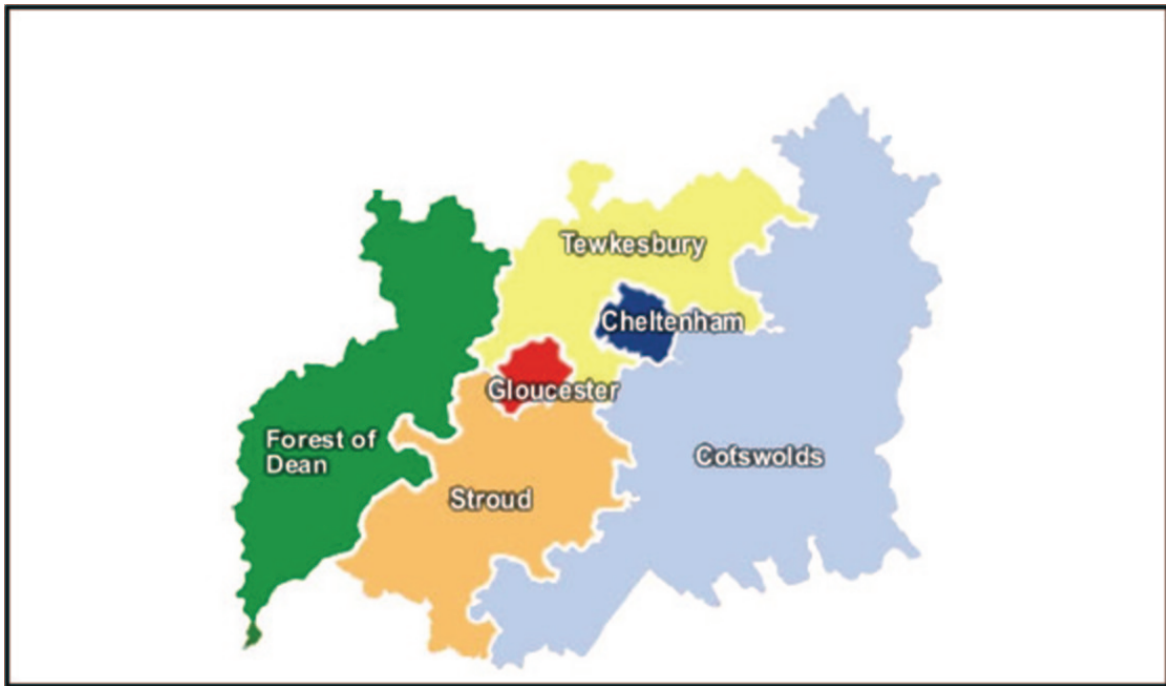 Tewkesbury
Cheltenham
Gloucester
Forest of
Dean
Cotswolds
Stroud